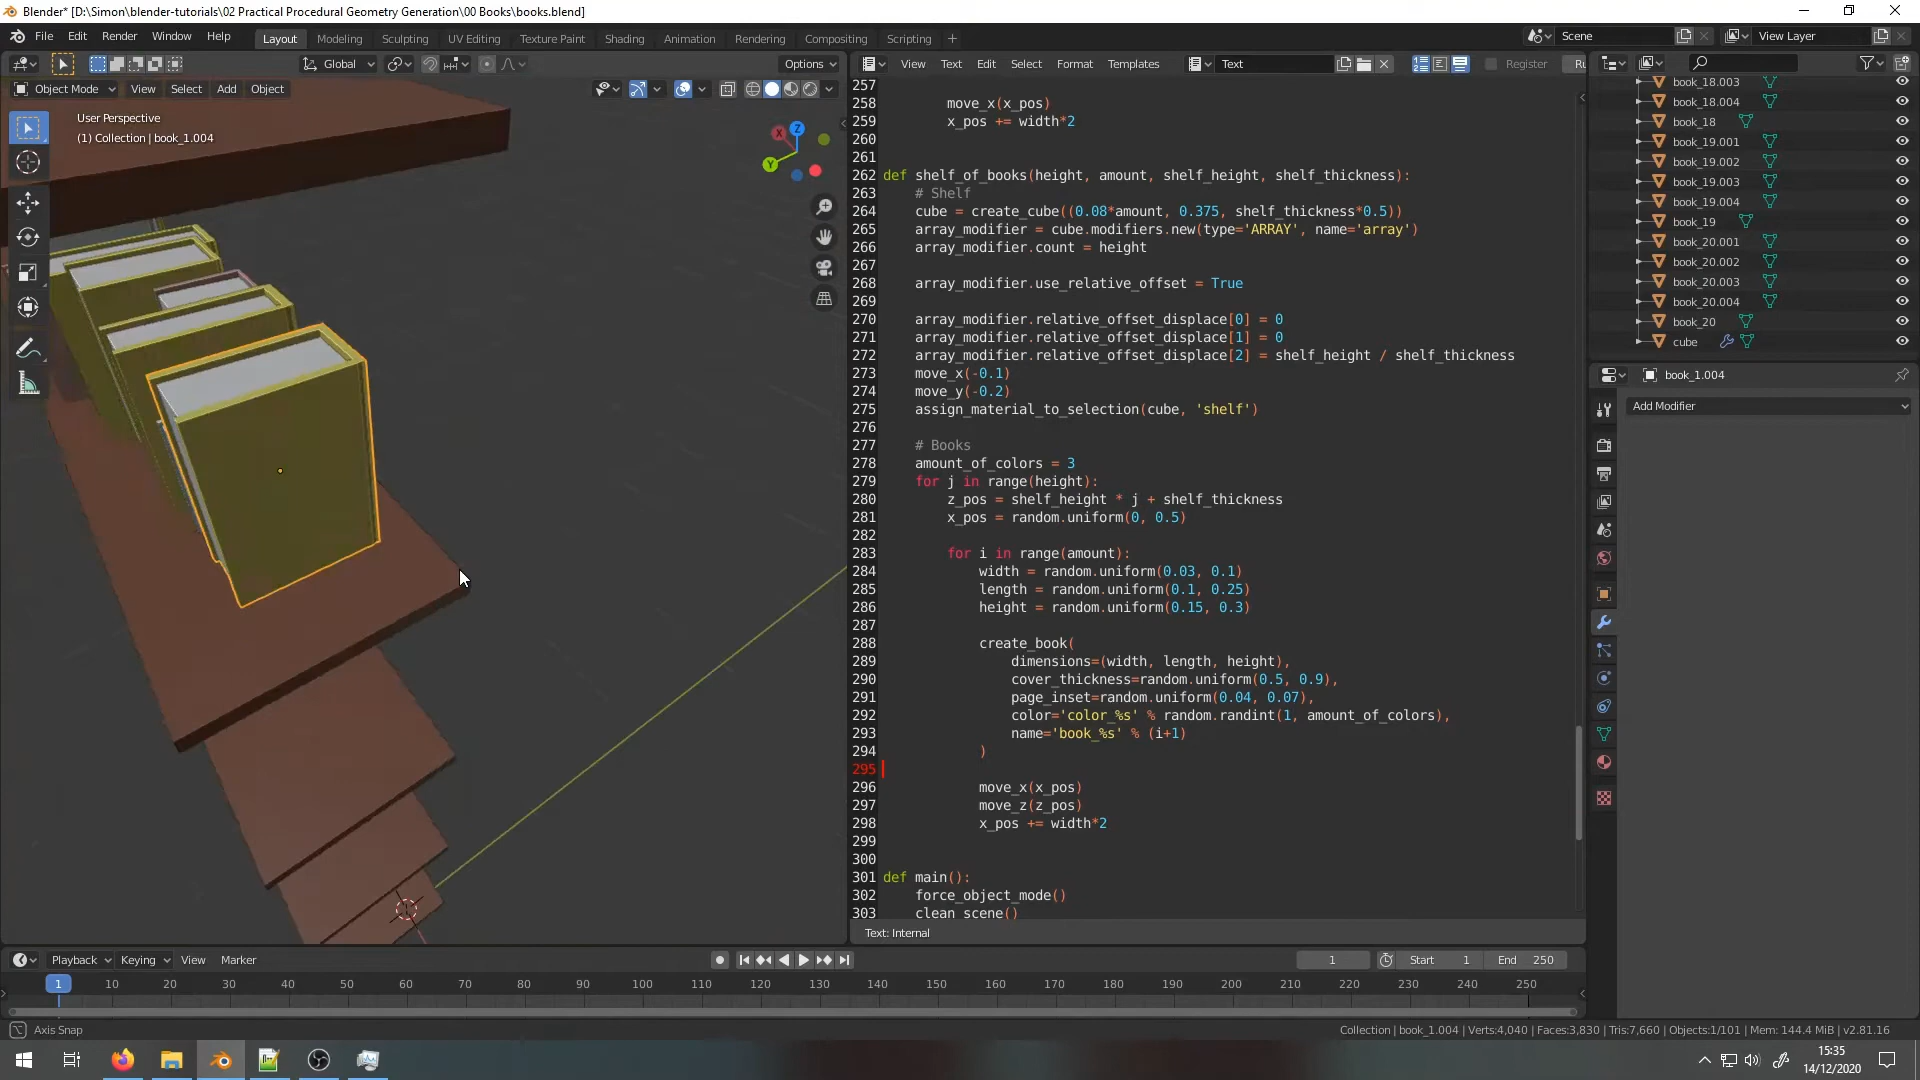 Blender* [D:\Simon\blender-tutorials\02 Practical Procedural Geometry Generation\00 Books\books.blend]
File Edit Render Window Help Layout Modeling Sculpting UV Editing Texture Paint Shading Animation Rendering Compositing Scripting + Scene View Layer
Global Options
View Text Edit Select Format Templates Text Register Ru
Object Mode View Select Add Object
User Perspective
(1) Collection | book_1.004
X Z Y
257
258 move_x(x_pos)
259 x_pos += width*2
260
261
262 def shelf_of_books(height, amount, shelf_height, shelf_thickness):
263 # Shelf
264 cube = create_cube((0.08*amount, 0.375, shelf_thickness*0.5))
265 array_modifier = cube.modifiers.new(type='ARRAY', name='array')
266 array_modifier.count = height
267
268 array_modifier.use_relative_offset = True
269
270 array_modifier.relative_offset_displace[0] = 0
271 array_modifier.relative_offset_displace[1] = 0
272 array_modifier.relative_offset_displace[2] = shelf_height / shelf_thickness
273 move_x(-0.1)
274 move_y(-0.2)
275 assign_material_to_selection(cube, 'shelf')
276
277 # Books
278 amount_of_colors = 3
279 for j in range(height):
280 z_pos = shelf_height * j + shelf_thickness
281 x_pos = random.uniform(0, 0.5)
282
283 for i in range(amount):
284 width = random.uniform(0.03, 0.1)
285 length = random.uniform(0.1, 0.25)
286 height = random.uniform(0.15, 0.3)
287
288 create_book(
289 dimensions=(width, length, height),
290 cover_thickness=random.uniform(0.5, 0.9),
291 page_inset=random.uniform(0.04, 0.07),
292 color='color_%s' % random.randint(1, amount_of_colors),
293 name='book_%s' % (i+1)
294 )
295
296 move_x(x_pos)
297 move_z(z_pos)
298 x_pos += width*2
299
300
301 def main():
302 force_object_mode()
303 clean_scene()
Text: Internal
book_18.003
book_18.004
book_18
book_19.001
book_19.002
book_19.003
book_19.004
book_19
book_20.001
book_20.002
book_20.003
book_20.004
book_20
cube
book_1.004
Add Modifier
Playback Keying View Marker 1 Start 1 End 250
1 10 20 30 40 50 60 70 80 90 100 110 120 130 140 150 160 170 180 190 200 210 220 230 240 250
Axis Snap Collection | book_1.004 | Verts:4,040 | Faces:3,830 | Tris:7,660 | Objects:1/101 | Mem: 144.4 MiB | v2.81.16
15:35
14/12/2020